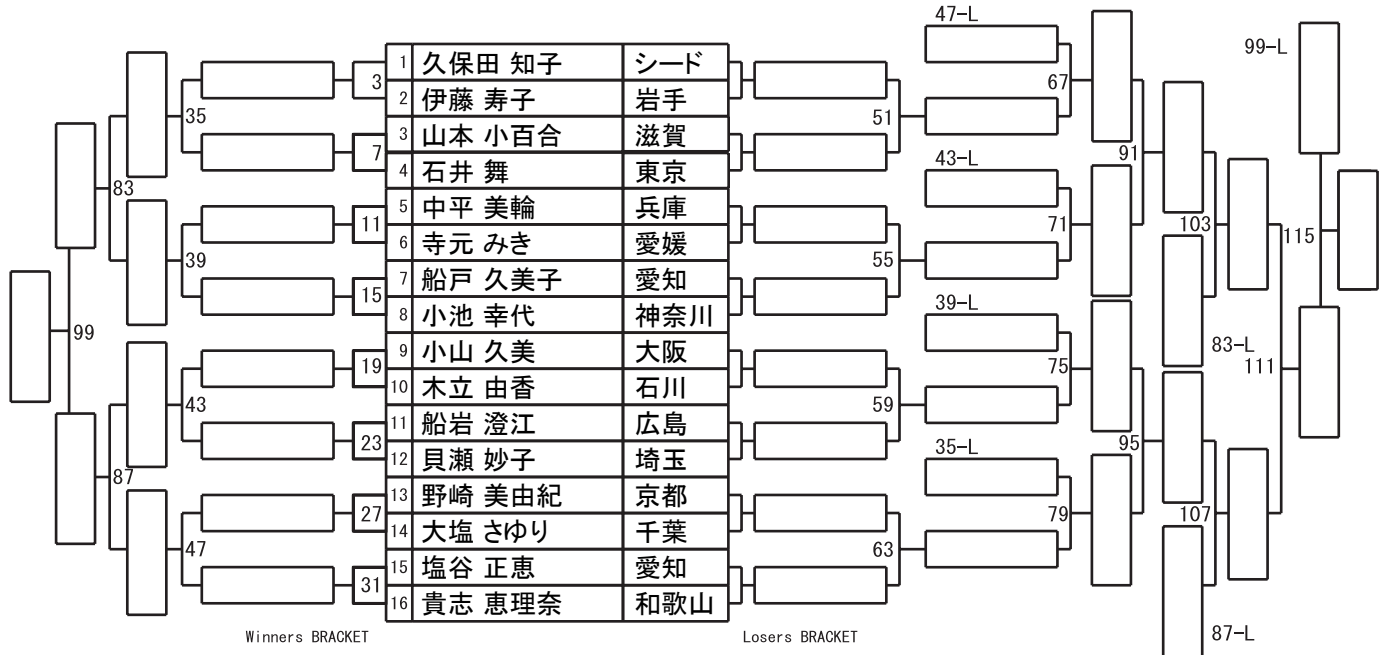 47-L
99-L
1 久保田 知子 シード
3
2 伊藤 寿子 岩手
35
67
51
3 山本 小百合 滋賀
7
4 石井 舞 東京
43-L
91
83
5 中平 美輪 兵庫
11
6 寺元 みき 愛媛
71
103
115
39
55
7 船戸 久美子 愛知
15
8 小池 幸代 神奈川
39-L
99
83-L
9 小山 久美 大阪
19
10 木立 由香 石川
75
111
43
59
11 船岩 澄江 広島
23
12 貝瀬 妙子 埼玉
35-L
95
87
13 野崎 美由紀 京都
27
14 大塩 さゆり 千葉
79
107
47
63
15 塩谷 正恵 愛知
31
16 貴志 恵理奈 和歌山
Winners BRACKET
Losers BRACKET
87-L